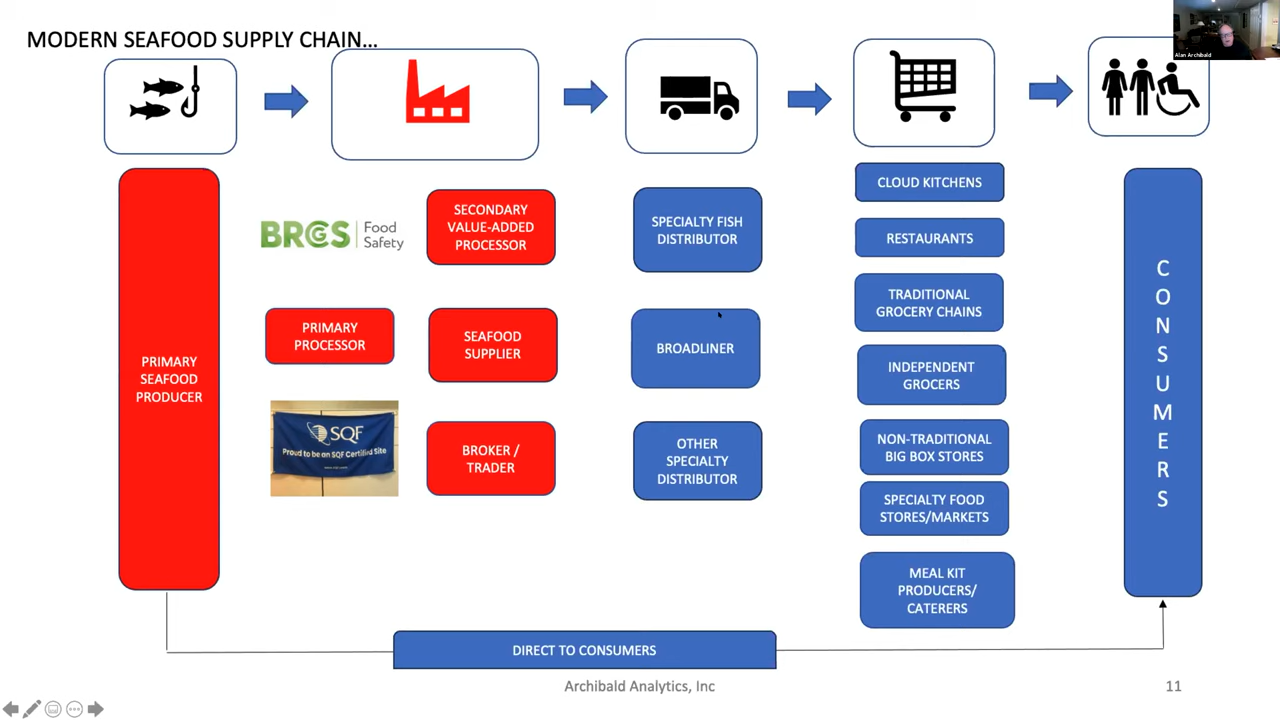 MODERN SEAFOOD SUPPLY CHAIN...
Alan Archibald
BRCGS
Food
Safety
PRIMARY
SEAFOOD
PRODUCER
PRIMARY
PROCESSOR
SQF
Proud to be an SQF Certified Site
SECONDARY
VALUE-ADDED
PROCESSOR
SEAFOOD
SUPPLIER
BROKER /
TRADER
SPECIALTY FISH
DISTRIBUTOR
BROADLINER
OTHER
SPECIALTY
DISTRIBUTOR
CLOUD KITCHENS
RESTAURANTS
TRADITIONAL
GROCERY CHAINS
INDEPENDENT
GROCERS
NON-TRADITIONAL
BIG BOX STORES
SPECIALTY FOOD
STORES/MARKETS
MEAL KIT
PRODUCERS/
CATERERS
CONSUMERS
DIRECT TO CONSUMERS
Archibald Analytics, Inc
11